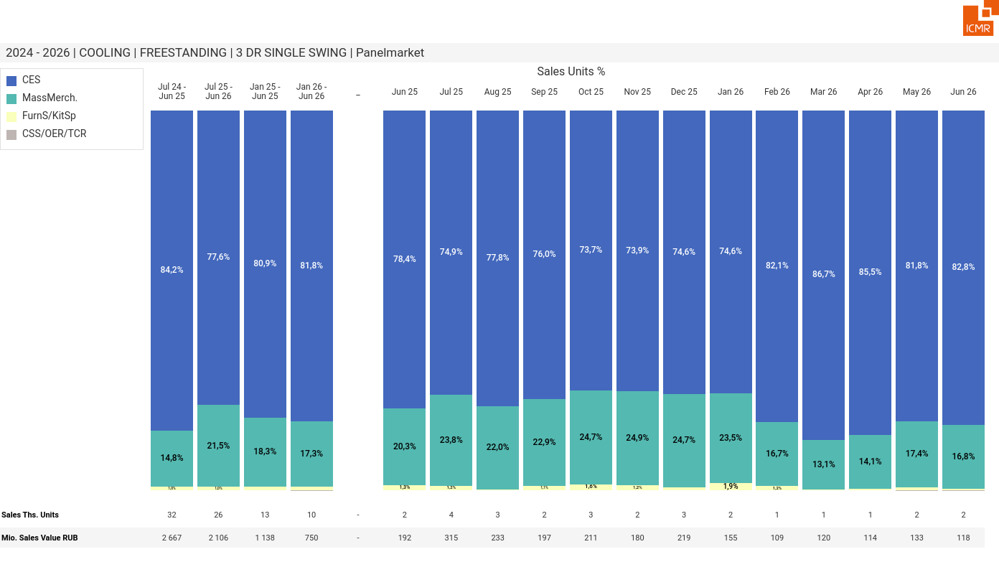 ICMR
2024 - 2026 | COOLING | FREESTANDING | 3 DR SINGLE SWING | Panelmarket
Sales Units %
CES
MassMerch.
FurnS/KitSp
CSS/OER/TCR
Jul 24 - Jun 25 Jul 25 - Jun 26 Jan 25 - Jun 25 Jan 26 - Jun 26 – Jun 25 Jul 25 Aug 25 Sep 25 Oct 25 Nov 25 Dec 25 Jan 26 Feb 26 Mar 26 Apr 26 May 26 Jun 26
84,2% 77,6% 80,9% 81,8% 78,4% 74,9% 77,8% 76,0% 73,7% 73,9% 74,6% 74,6% 82,1% 86,7% 85,5% 81,8% 82,8%
14,8% 21,5% 18,3% 17,3% 20,3% 23,8% 22,0% 22,9% 24,7% 24,9% 24,7% 23,5% 16,7% 13,1% 14,1% 17,4% 16,8%
1,0% 1,0% 1,3% 1,2% 1,1% 1,6% 1,2% 1,9% 1,2%
Sales Ths. Units 32 26 13 10 - 2 4 3 2 3 2 3 2 1 1 1 2 2
Mio. Sales Value RUB 2 667 2 106 1 138 750 - 192 315 233 197 211 180 219 155 109 120 114 133 118